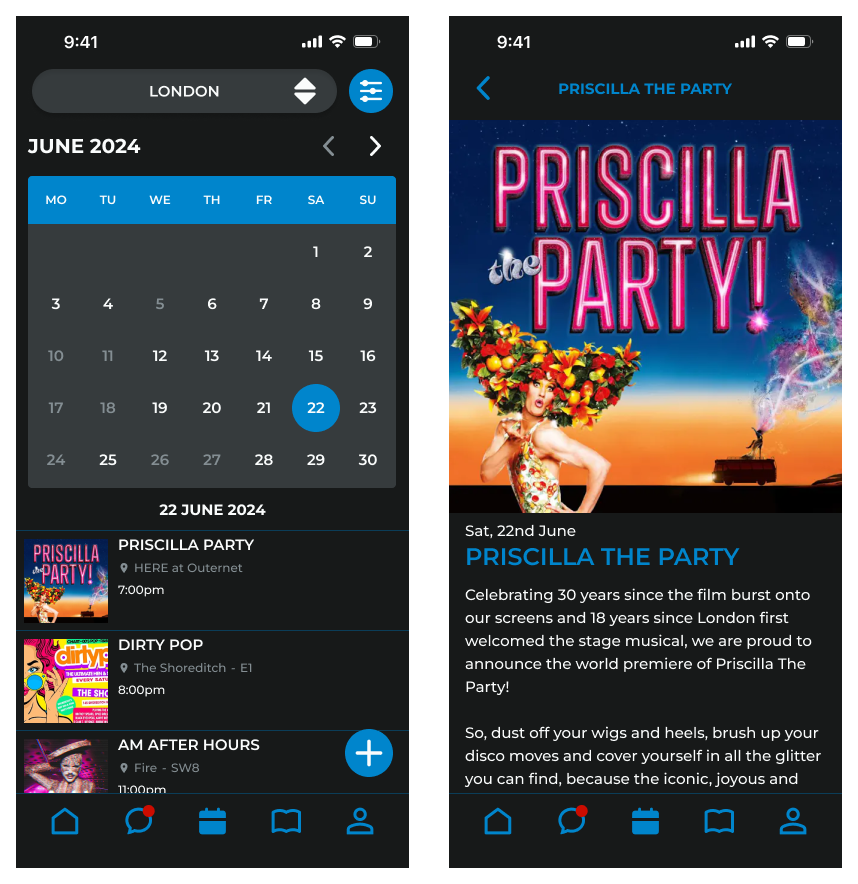 9:41
LONDON
JUNE 2024
MO TU WE TH FR SA SU
1 2
3 4 5 6 7 8 9
10 11 12 13 14 15 16
17 18 19 20 21 22 23
24 25 26 27 28 29 30
22 JUNE 2024
PRISCILLA
the PARTY!
PRISCILLA PARTY
HERE at Outernet
7:00pm
dirtyp
THE SHO
DIRTY POP
The Shoreditch - E1
8:00pm
AM AFTER HOURS
Fire - SW8
11:00pm
9:41
PRISCILLA THE PARTY
PRISCILLA
the PARTY!
Sat, 22nd June
PRISCILLA THE PARTY
Celebrating 30 years since the film burst onto
our screens and 18 years since London first
welcomed the stage musical, we are proud to
announce the world premiere of Priscilla The
Party!
So, dust off your wigs and heels, brush up your
disco moves and cover yourself in all the glitter
you can find, because the iconic, joyous and